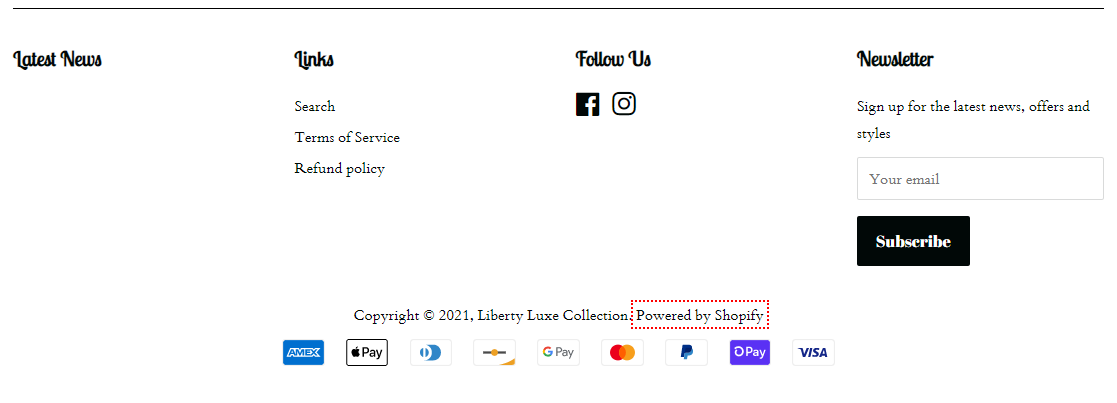 Latest News
Links
Search
Terms of Service
Refund policy
Follow Us
Newsletter
Sign up for the latest news, offers and
styles
Your email
Subscribe
Copyright © 2021, Liberty Luxe Collection. Powered by Shopify
AMEX Pay G Pay Pay VISA